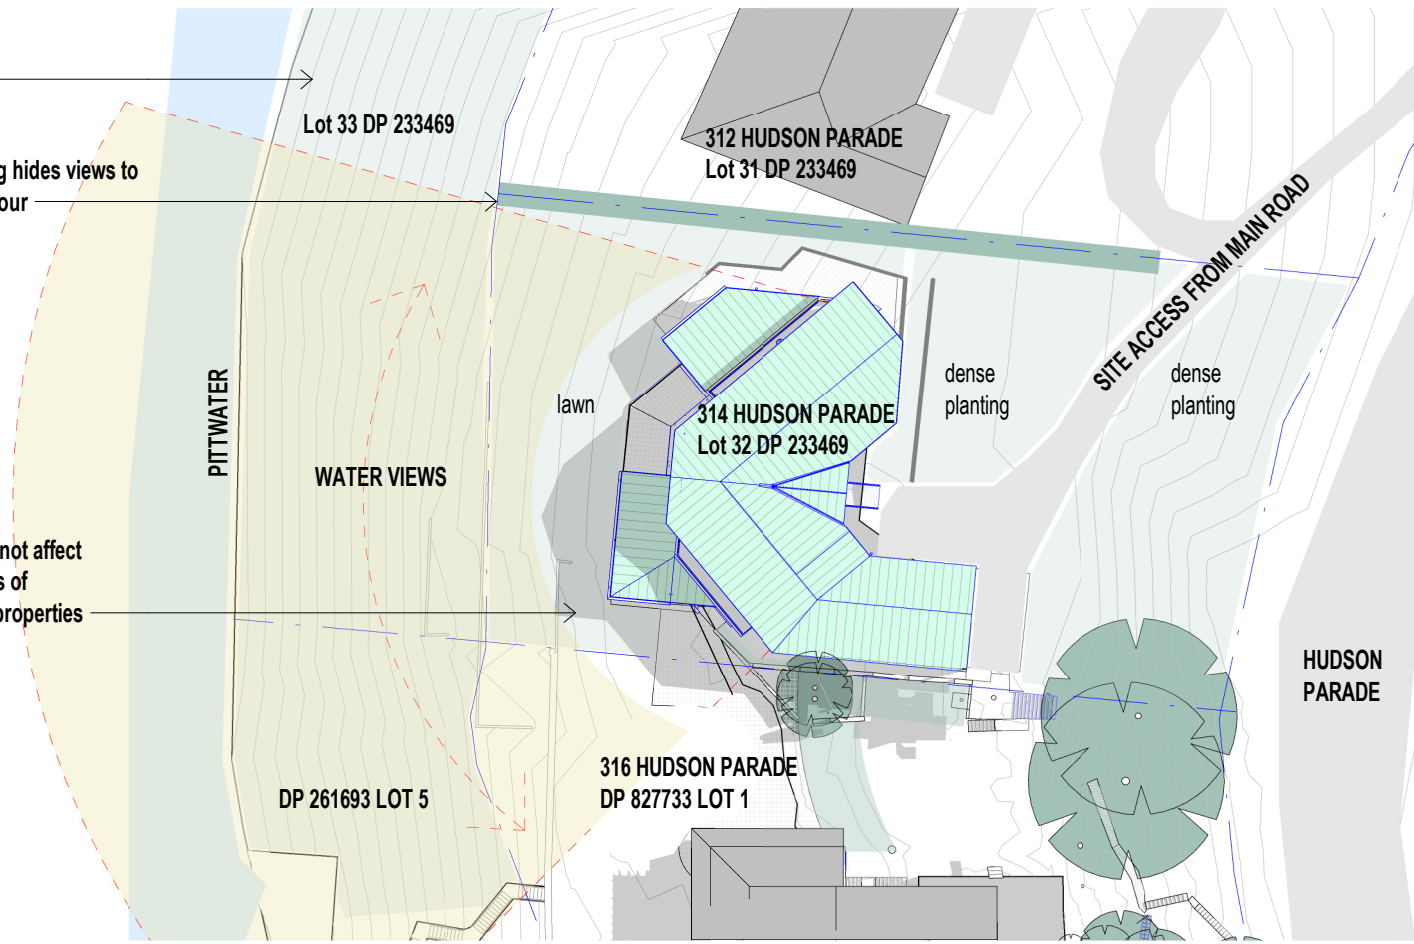 Lot 33 DP 233469
312 HUDSON PARADE
Lot 31 DP 233469
hides views to
SITE ACCESS FROM MAIN ROAD
dense
planting
dense
planting
lawn
314 HUDSON PARADE
Lot 32 DP 233469
PITTWATER
WATER VIEWS
not affect
of
properties
HUDSON
PARADE
316 HUDSON PARADE
DP 827733 LOT 1
DP 261693 LOT 5